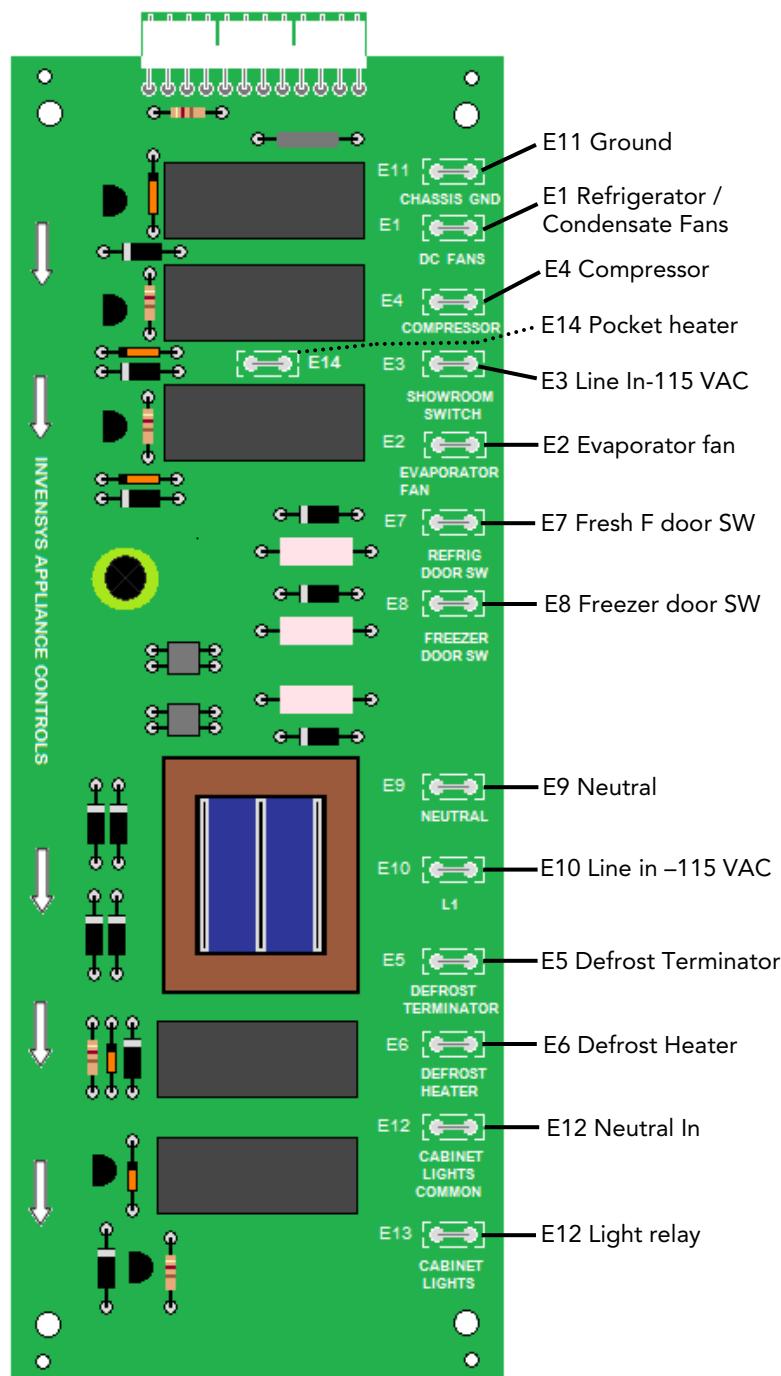 E11
CHASSIS GND
E11 Ground
E1
DC FANS
E1 Refrigerator /
Condensate Fans
E4
COMPRESSOR
E4 Compressor
E14
E14 Pocket heater
E3
SHOWROOM
SWITCH
E3 Line In-115 VAC
E2
EVAPORATOR
FAN
E2 Evaporator fan
E7
REFRIG
DOOR SW
E7 Fresh F door SW
E8
FREEZER
DOOR SW
E8 Freezer door SW
INVENSYS APPLIANCE CONTROLS
E9
NEUTRAL
E9 Neutral
E10
L1
E10 Line in –115 VAC
E5
DEFROST
TERMINATOR
E5 Defrost Terminator
E6
DEFROST
HEATER
E6 Defrost Heater
E12
CABINET
LIGHTS
COMMON
E12 Neutral In
E13
CABINET
LIGHTS
E12 Light relay